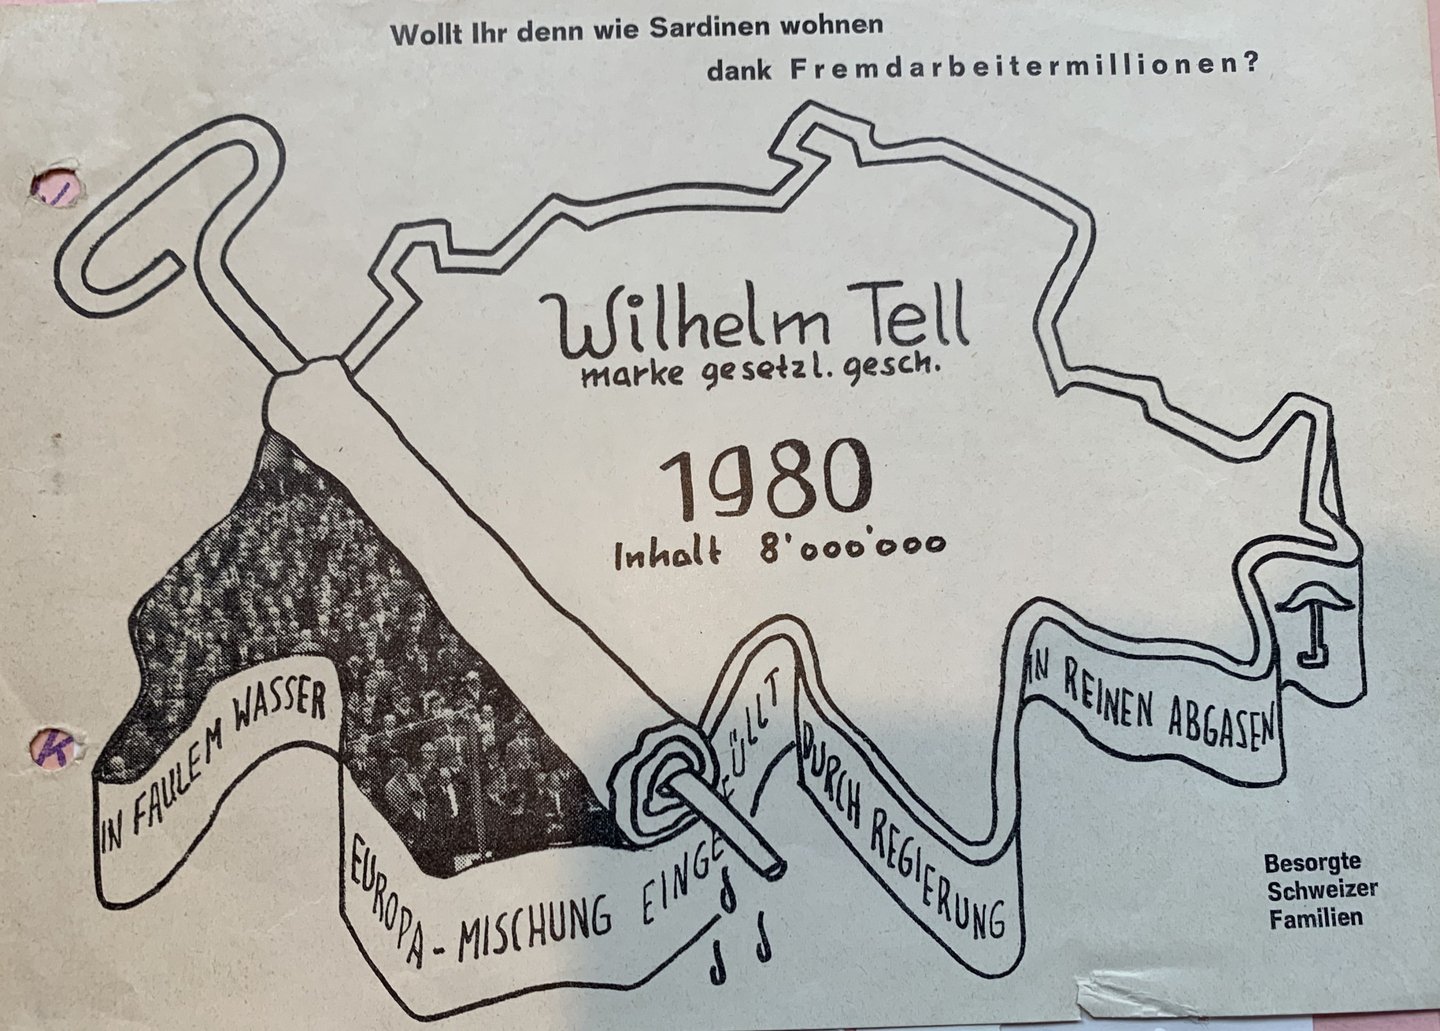 Wollt Ihr denn wie Sardinen wohnen
dank Fremdarbeitermillionen?
Wilhelm Tell
marke gesetzl. gesch.
1980
Inhalt 8'000'000
IN FAULEM WASSER
EUROPA-MISCHUNG EINGEFÜLLT
DURCH REGIERUNG
IN REINEN ABGASEN
Besorgte
Schweizer
Familien